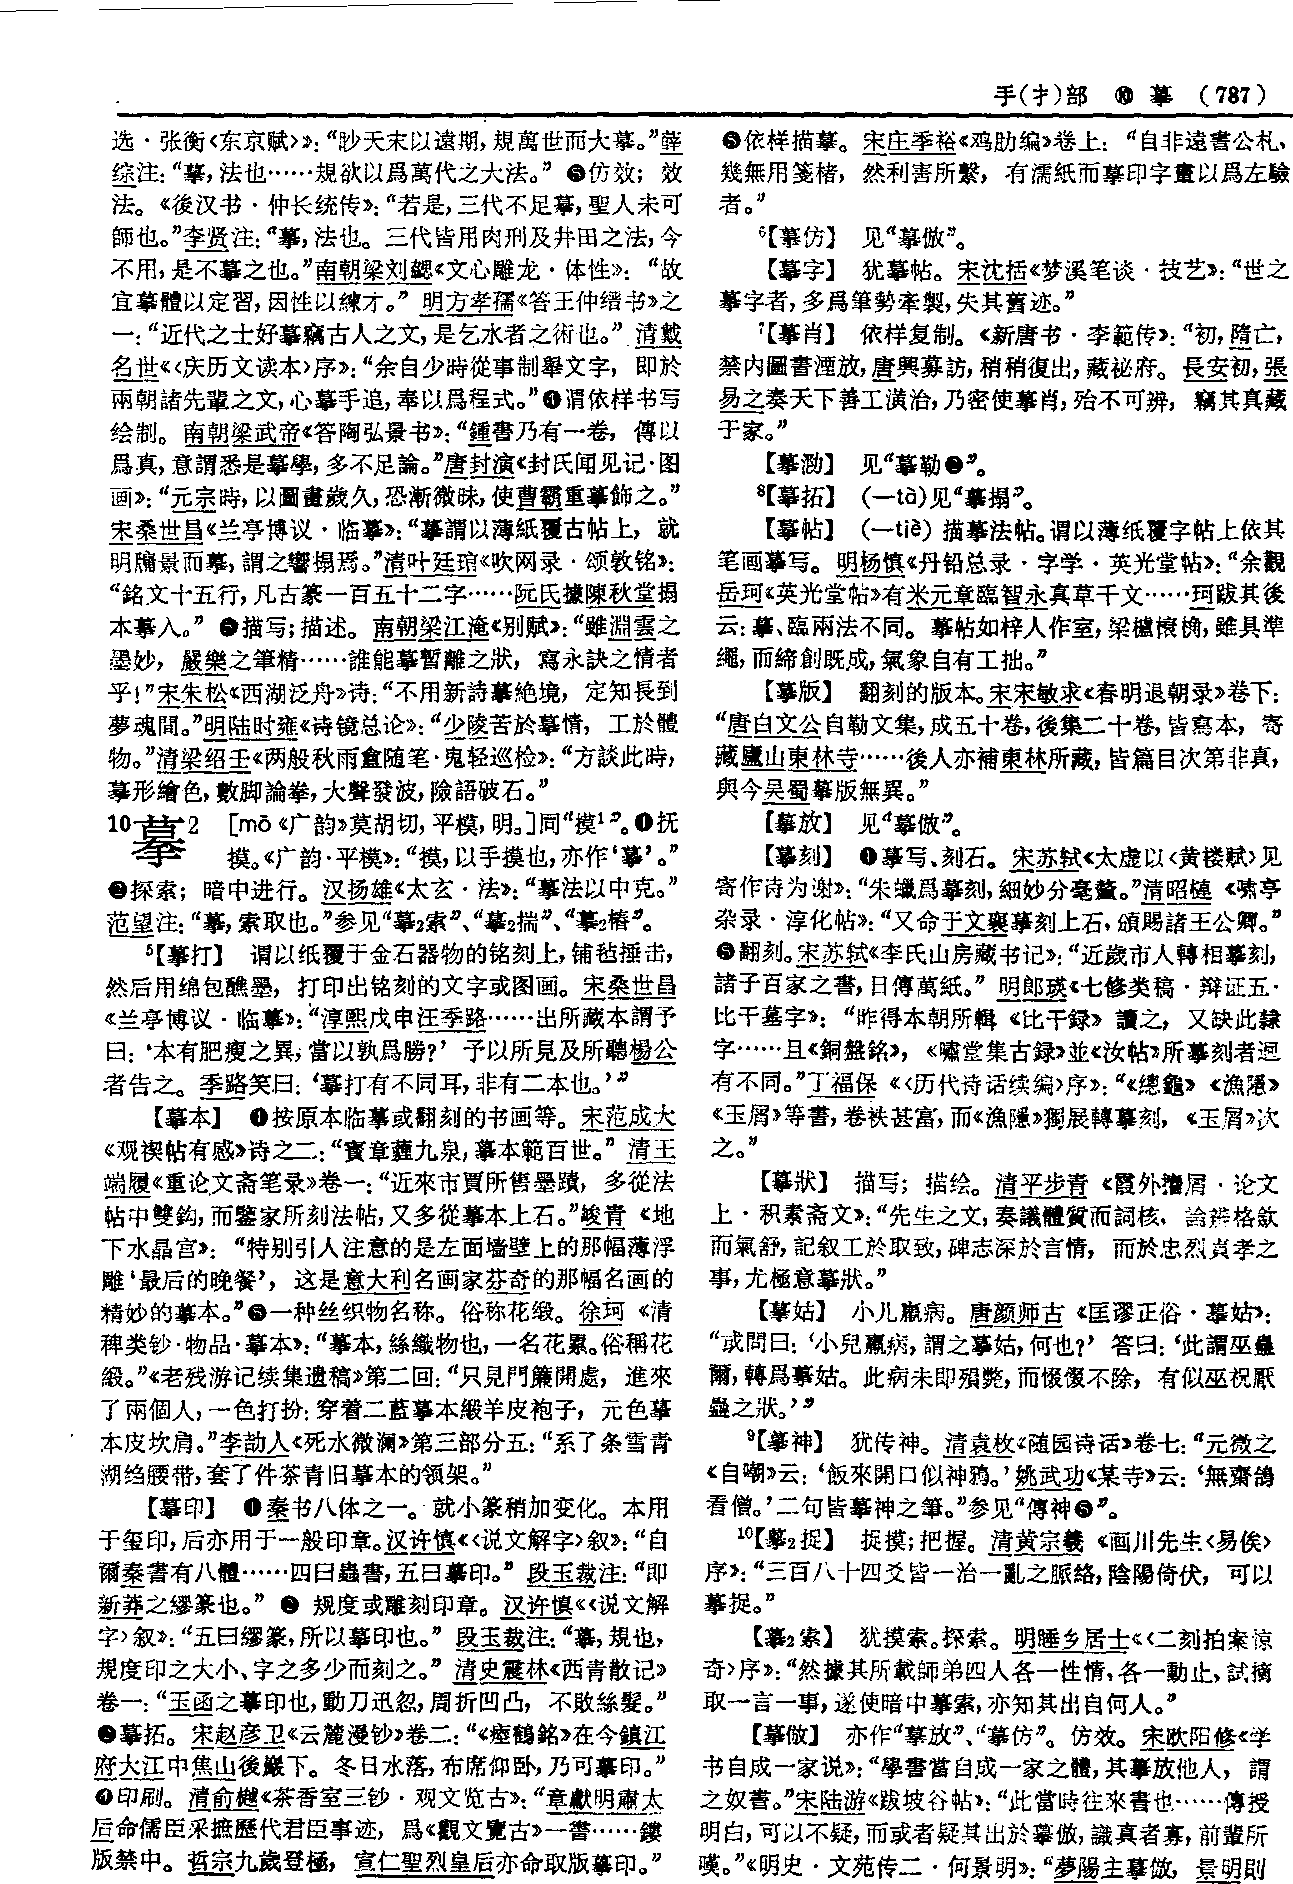 手(扌)部 ⑩ 摹 (787)
选·张衡〈东京赋〉》：“眇天末以遠期，規萬世而大摹。”薛
综注：“摹，法也……規欲以爲萬代之大法。” ❸仿效；效
法。《後汉书·仲长统传》：“若是，三代不足摹，聖人未可
師也。”李贤注：“摹，法也。三代皆用肉刑及井田之法，今
不用，是不摹之也。”南朝梁刘勰《文心雕龙·体性》：“故
宜摹體以定習，因性以練才。” 明方孝孺《答王仲缙书》之
一：“近代之士好摹竊古人之文，是乞水者之術也。” 清戴
名世《〈庆历文读本〉序》：“余自少時從事制舉文字，即於
兩朝諸先輩之文，心摹手追，奉以爲程式。”❹谓依样书写
绘制。南朝梁武帝《答陶弘景书》：“鍾書乃有一卷，傳以
爲真，意謂悉是摹學，多不足論。”唐封演《封氏闻见记·图
画》：“元宗時，以圖畫歲久，恐漸微昧，使曹霸重摹飾之。”
宋桑世昌《兰亭博议·临摹》：“摹謂以薄紙覆古帖上，就
明牕景而摹，謂之響搨焉。”清叶廷琯《吹网录·颂敦铭》：
“銘文十五行，凡古篆一百五十二字……阮氏據陳秋堂搨
本摹入。” ❺描写；描述。南朝梁江淹《别赋》：“雖淵雲之
墨妙，嚴樂之筆精……誰能摹暫離之狀，寫永訣之情者
乎！”宋朱松《西湖泛舟》诗：“不用新詩摹絶境，定知長到
夢魂間。”明陆时雍《诗镜总论》：“少陵苦於摹情，工於體
物。”清梁绍壬《两般秋雨盦随笔·鬼轻巡检》：“方談此時，
摹形繪色，數脚論拳，大聲發波，險語破石。”
10摹2 [mō《广韵》莫胡切，平模，明。]同“摸1”。❶抚
摸。《广韵·平模》：“摸，以手摸也，亦作‘摹’。”
❷探索；暗中进行。汉扬雄《太玄·法》：“摹法以中克。”
范望注：“摹，索取也。”参见“摹2索”、“摹2揣”、“摹2樁”。
5【摹打】 谓以纸覆于金石器物的铭刻上，铺毡捶击，
然后用绵包醮墨，打印出铭刻的文字或图画。宋桑世昌
《兰亭博议·临摹》：“淳熙戊申汪季路……出所藏本謂予
曰：‘本有肥瘦之異，當以孰爲勝？’予以所見及所聽楊公
者告之。季路笑曰：‘摹打有不同耳，非有二本也。’”
【摹本】 ❶按原本临摹或翻刻的书画等。宋范成大
《观禊帖有感》诗之二：“寶章薶九泉，摹本範百世。” 清王
端履《重论文斋笔录》卷一：“近來市賈所售墨蹟，多從法
帖中雙鈎，而鑒家所刻法帖，又多從摹本上石。”峻青《地
下水晶宫》：“特别引人注意的是左面墙壁上的那幅薄浮
雕‘最后的晚餐’，这是意大利名画家芬奇的那幅名画的
精妙的摹本。”❷一种丝织物名称。俗称花缎。徐珂《清
稗类钞·物品·摹本》：“摹本，絲織物也，一名花累。俗稱花
緞。”《老残游记续集遗稿》第二回：“只見門簾開處，進來
了兩個人，一色打扮：穿着二藍摹本緞羊皮袍子，元色摹
本皮坎肩。”李劼人《死水微澜》第三部分五：“系了条雪青
湖绉腰带，套了件茶青旧摹本的领架。”
【摹印】 ❶秦书八体之一。就小篆稍加变化。本用
于玺印，后亦用于一般印章。汉许慎《〈说文解字〉叙》：“自
爾秦書有八體……四曰蟲書，五曰摹印。” 段玉裁注：“即
新莽之繆篆也。” ❷ 规度或雕刻印章。汉许慎《〈说文解
字〉叙》：“五曰繆篆，所以摹印也。” 段玉裁注：“摹，規也，
規度印之大小、字之多少而刻之。” 清史震林《西青散记》
卷一：“玉函之摹印也，動刀迅忽，周折凹凸，不敗絲髮。”
❸摹拓。宋赵彦卫《云麓漫钞》卷二：“《瘞鶴銘》在今鎮江
府大江中焦山後巖下。冬日水落，布席仰卧，乃可摹印。”
❹印刷。清俞樾《茶香室三钞·观文览古》：“章獻明肅太
后命儒臣采摭歷代君臣事迹，爲《觀文覽古》一書……鏤
版禁中。哲宗九歲登極，宣仁聖烈皇后亦命取版摹印。”
❺依样描摹。宋庄季裕《鸡肋编》卷上：“自非遠書公札，
幾無用箋楮，然利害所繫，有濡紙而摹印字畫以爲左驗
者。”
6【摹仿】 见“摹倣”。
【摹字】 犹摹帖。宋沈括《梦溪笔谈·技艺》：“世之
摹字者，多爲筆勢牽製，失其舊迹。”
7【摹肖】 依样复制。《新唐书·李範传》：“初，隋亡，
禁内圖書湮放，唐興募訪，稍稍復出，藏祕府。長安初，張
易之奏天下善工潢治，乃密使摹肖，殆不可辨，竊其真藏
于家。”
【摹泐】 见“摹勒❷”。
8【摹拓】 (—tà)见“摹搨”。
【摹帖】 (—tiè) 描摹法帖。谓以薄纸覆字帖上依其
笔画摹写。明杨慎《丹铅总录·字学·英光堂帖》：“余觀
岳珂《英光堂帖》有米元章臨智永真草千文……珂跋其後
云：摹、臨兩法不同。摹帖如梓人作室，梁櫨榱桷，雖具準
繩，而締創既成，氣象自有工拙。”
【摹版】 翻刻的版本。宋宋敏求《春明退朝录》卷下：
“唐白文公自勒文集，成五十卷，後集二十卷，皆寫本，寄
藏廬山東林寺……後人亦補東林所藏，皆篇目次第非真，
與今吴蜀摹版無異。”
【摹放】 见“摹倣”。
【摹刻】 ❶摹写、刻石。宋苏轼《太虚以〈黄楼赋〉见
寄作诗为谢》：“朱蠟爲摹刻，細妙分毫釐。”清昭槤《啸亭
杂录·淳化帖》：“又命于文襄摹刻上石，頒賜諸王公卿。”
❷翻刻。宋苏轼《李氏山房藏书记》：“近歲市人轉相摹刻，
諸子百家之書，日傳萬紙。” 明郎瑛《七修类稿·辩证五·
比干墓字》：“昨得本朝所輯《比干録》讀之，又缺此隸
字……且《銅盤銘》，《嘯堂集古録》並《汝帖》所摹刻者迥
有不同。”丁福保《〈历代诗话续编〉序》：“《總龜》《漁隱》
《玉屑》等書，卷袟甚富，而《漁隱》獨展轉摹刻，《玉屑》次
之。”
【摹狀】 描写；描绘。清平步青《霞外攟屑·论文
上·积素斋文》：“先生之文，奏議體質而詞核，論辨格歛
而氣舒，記叙工於取致，碑志深於言情，而於忠烈貞孝之
事，尤極意摹狀。”
【摹姑】 小儿羸病。唐颜师古《匡谬正俗·摹姑》：
“或問曰：‘小兒羸病，謂之摹姑，何也？’答曰：‘此謂巫蠱
爾，轉爲摹姑。此病未即殞斃，而惙惙不除，有似巫祝厭
蠱之狀。’”
9【摹神】 犹传神。清袁枚《随园诗话》卷七：“元微之
《自嘲》云：‘飯來開口似神鸦。’姚武功《某寺》云：‘無齋鴿
看僧。’二句皆摹神之筆。”参见“傳神❷”。
10【摹2捉】 捉摸；把握。清黄宗羲《画川先生〈易俟〉
序》：“三百八十四爻皆一治一亂之脈絡，陰陽倚伏，可以
摹捉。”
【摹2索】 犹摸索。探索。明睡乡居士《〈二刻拍案惊
奇〉序》：“然據其所載師弟四人各一性情，各一動止，試摘
取一言一事，遂使暗中摹索，亦知其出自何人。”
【摹倣】 亦作“摹放”、“摹仿”。仿效。宋欧阳修《学
书自成一家说》：“學書當自成一家之體，其摹放他人，謂
之奴書。”宋陆游《跋坡谷帖》：“此當時往來書也……傳授
明白，可以不疑，而或者疑其出於摹倣，識真者寡，前輩所
嘆。”《明史·文苑传二·何景明》：“夢陽主摹倣，景明則